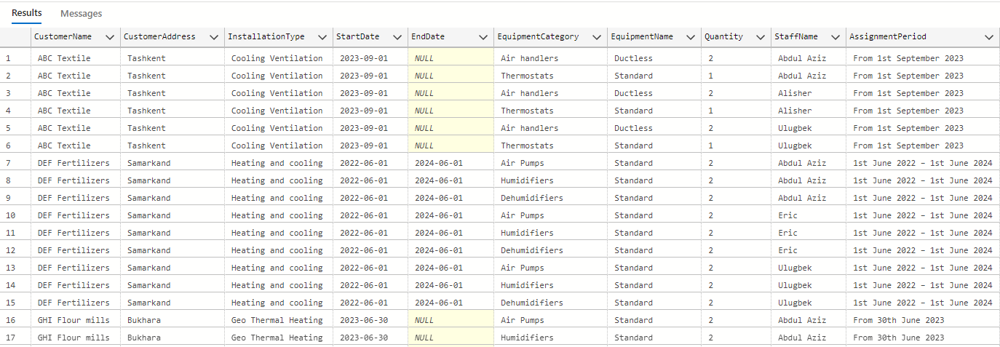 Results Messages
CustomerName CustomerAddress InstallationType StartDate EndDate EquipmentCategory EquipmentName Quantity StaffName AssignmentPeriod
1 ABC Textile Tashkent Cooling Ventilation 2023-09-01 NULL Air handlers Ductless 2 Abdul Aziz From 1st September 2023
2 ABC Textile Tashkent Cooling Ventilation 2023-09-01 NULL Thermostats Standard 1 Abdul Aziz From 1st September 2023
3 ABC Textile Tashkent Cooling Ventilation 2023-09-01 NULL Air handlers Ductless 2 Alisher From 1st September 2023
4 ABC Textile Tashkent Cooling Ventilation 2023-09-01 NULL Thermostats Standard 1 Alisher From 1st September 2023
5 ABC Textile Tashkent Cooling Ventilation 2023-09-01 NULL Air handlers Ductless 2 Ulugbek From 1st September 2023
6 ABC Textile Tashkent Cooling Ventilation 2023-09-01 NULL Thermostats Standard 1 Ulugbek From 1st September 2023
7 DEF Fertilizers Samarkand Heating and cooling 2022-06-01 2024-06-01 Air Pumps Standard 2 Abdul Aziz 1st June 2022 – 1st June 2024
8 DEF Fertilizers Samarkand Heating and cooling 2022-06-01 2024-06-01 Humidifiers Standard 2 Abdul Aziz 1st June 2022 – 1st June 2024
9 DEF Fertilizers Samarkand Heating and cooling 2022-06-01 2024-06-01 Dehumidifiers Standard 2 Abdul Aziz 1st June 2022 – 1st June 2024
10 DEF Fertilizers Samarkand Heating and cooling 2022-06-01 2024-06-01 Air Pumps Standard 2 Eric 1st June 2022 – 1st June 2024
11 DEF Fertilizers Samarkand Heating and cooling 2022-06-01 2024-06-01 Humidifiers Standard 2 Eric 1st June 2022 – 1st June 2024
12 DEF Fertilizers Samarkand Heating and cooling 2022-06-01 2024-06-01 Dehumidifiers Standard 2 Eric 1st June 2022 – 1st June 2024
13 DEF Fertilizers Samarkand Heating and cooling 2022-06-01 2024-06-01 Air Pumps Standard 2 Ulugbek 1st June 2022 – 1st June 2024
14 DEF Fertilizers Samarkand Heating and cooling 2022-06-01 2024-06-01 Humidifiers Standard 2 Ulugbek 1st June 2022 – 1st June 2024
15 DEF Fertilizers Samarkand Heating and cooling 2022-06-01 2024-06-01 Dehumidifiers Standard 2 Ulugbek 1st June 2022 – 1st June 2024
16 GHI Flour mills Bukhara Geo Thermal Heating 2023-06-30 NULL Air Pumps Standard 2 Abdul Aziz From 30th June 2023
17 GHI Flour mills Bukhara Geo Thermal Heating 2023-06-30 NULL Humidifiers Standard 2 Abdul Aziz From 30th June 2023